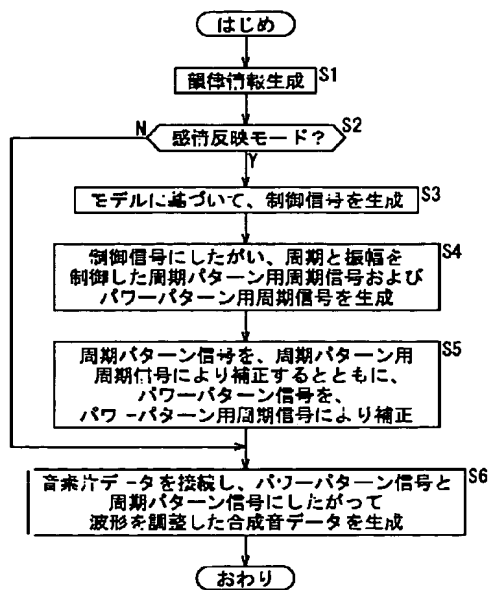 はじめ
韻律情報生成 S1
感情反映モード？ S2
N
Y
モデルに基づいて、制御信号を生成 S3
制御信号にしたがい、周期と振幅を S4
制御した周期パターン用周期信号および
パワーパターン用周期信号を生成
周期パターン信号を、周期パターン用 S5
周期信号により補正するとともに、
パワーパターン信号を、
パワーパターン用周期信号により補正
音素片データを接続し、パワーパターン信号と S6
周期パターン信号にしたがって
波形を調整した合成音データを生成
おわり